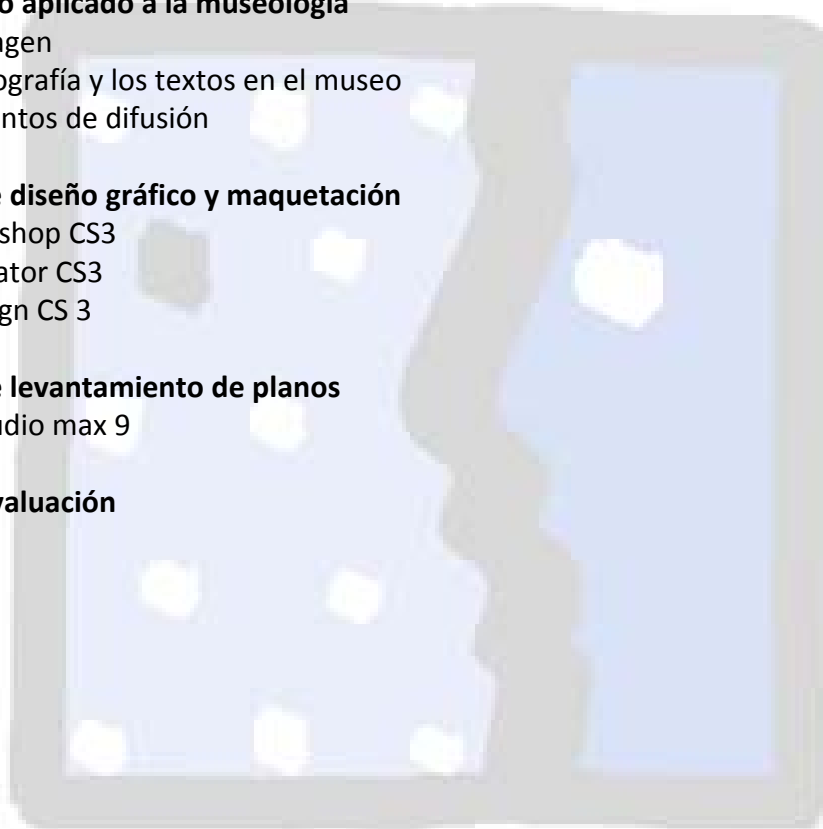 o aplicado a la museología
agen
ografía y los textos en el museo
ntos de difusión
e diseño gráfico y maquetación
shop CS3
ator CS3
gn CS 3
e levantamiento de planos
udio max 9
valuación